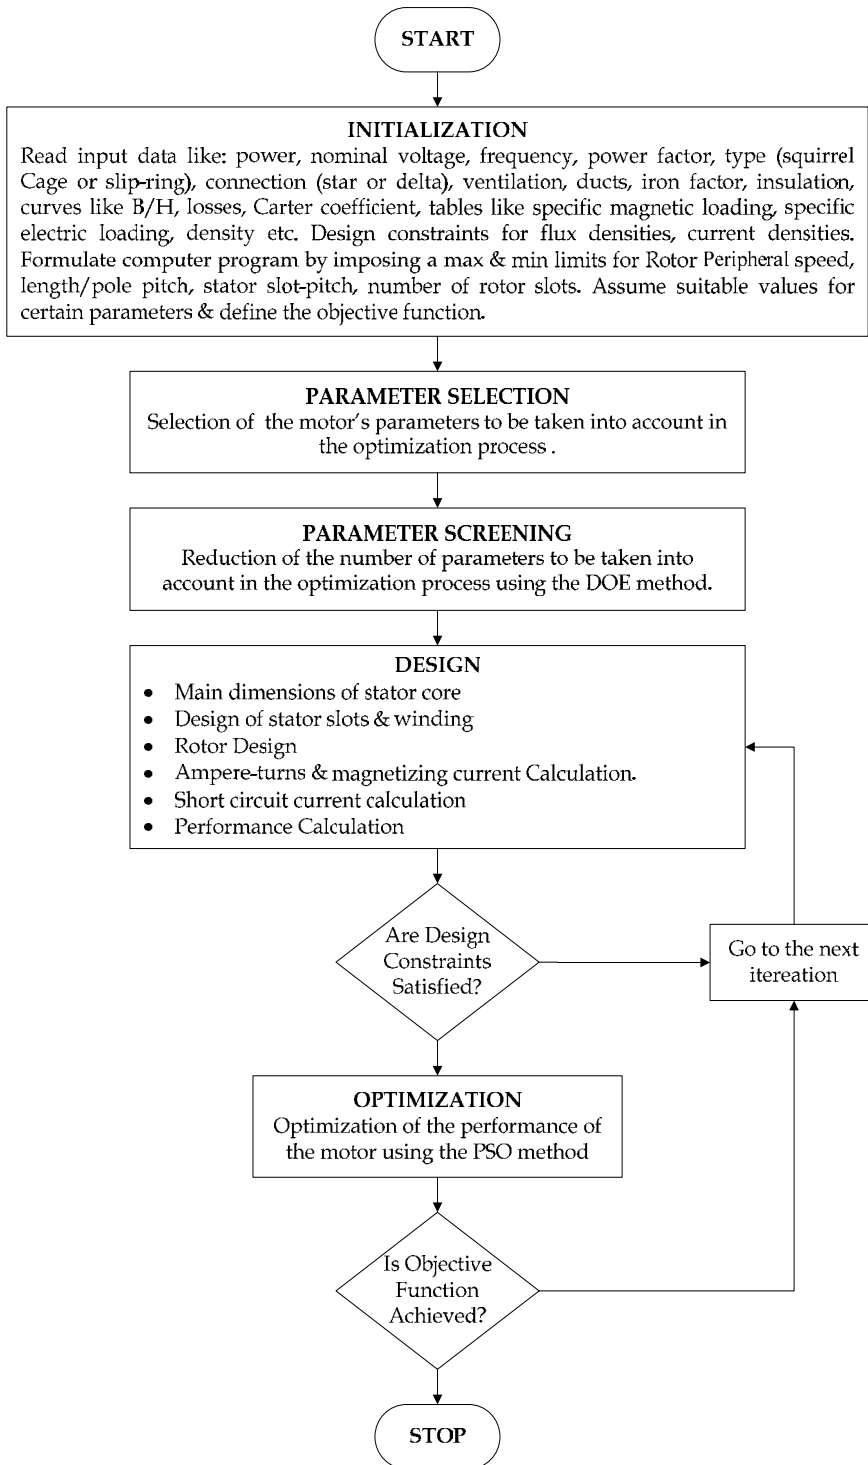 START
INITIALIZATION
Read input data like: power, nominal voltage, frequency, power factor, type (squirrel
Cage or slip-ring), connection (star or delta), ventilation, ducts, iron factor, insulation,
curves like B/H, losses, Carter coefficient, tables like specific magnetic loading, specific
electric loading, density etc. Design constraints for flux densities, current densities.
Formulate computer program by imposing a max & min limits for Rotor Peripheral speed,
length/pole pitch, stator slot-pitch, number of rotor slots. Assume suitable values for
certain parameters & define the objective function.
PARAMETER SELECTION
Selection of the motor's parameters to be taken into account in
the optimization process .
PARAMETER SCREENING
Reduction of the number of parameters to be taken into
account in the optimization process using the DOE method.
DESIGN
• Main dimensions of stator core
• Design of stator slots & winding
• Rotor Design
• Ampere-turns & magnetizing current Calculation.
• Short circuit current calculation
• Performance Calculation
Are Design
Constraints
Satisfied?
Go to the next
itereation
OPTIMIZATION
Optimization of the performance of
the motor using the PSO method
Is Objective
Function
Achieved?
STOP